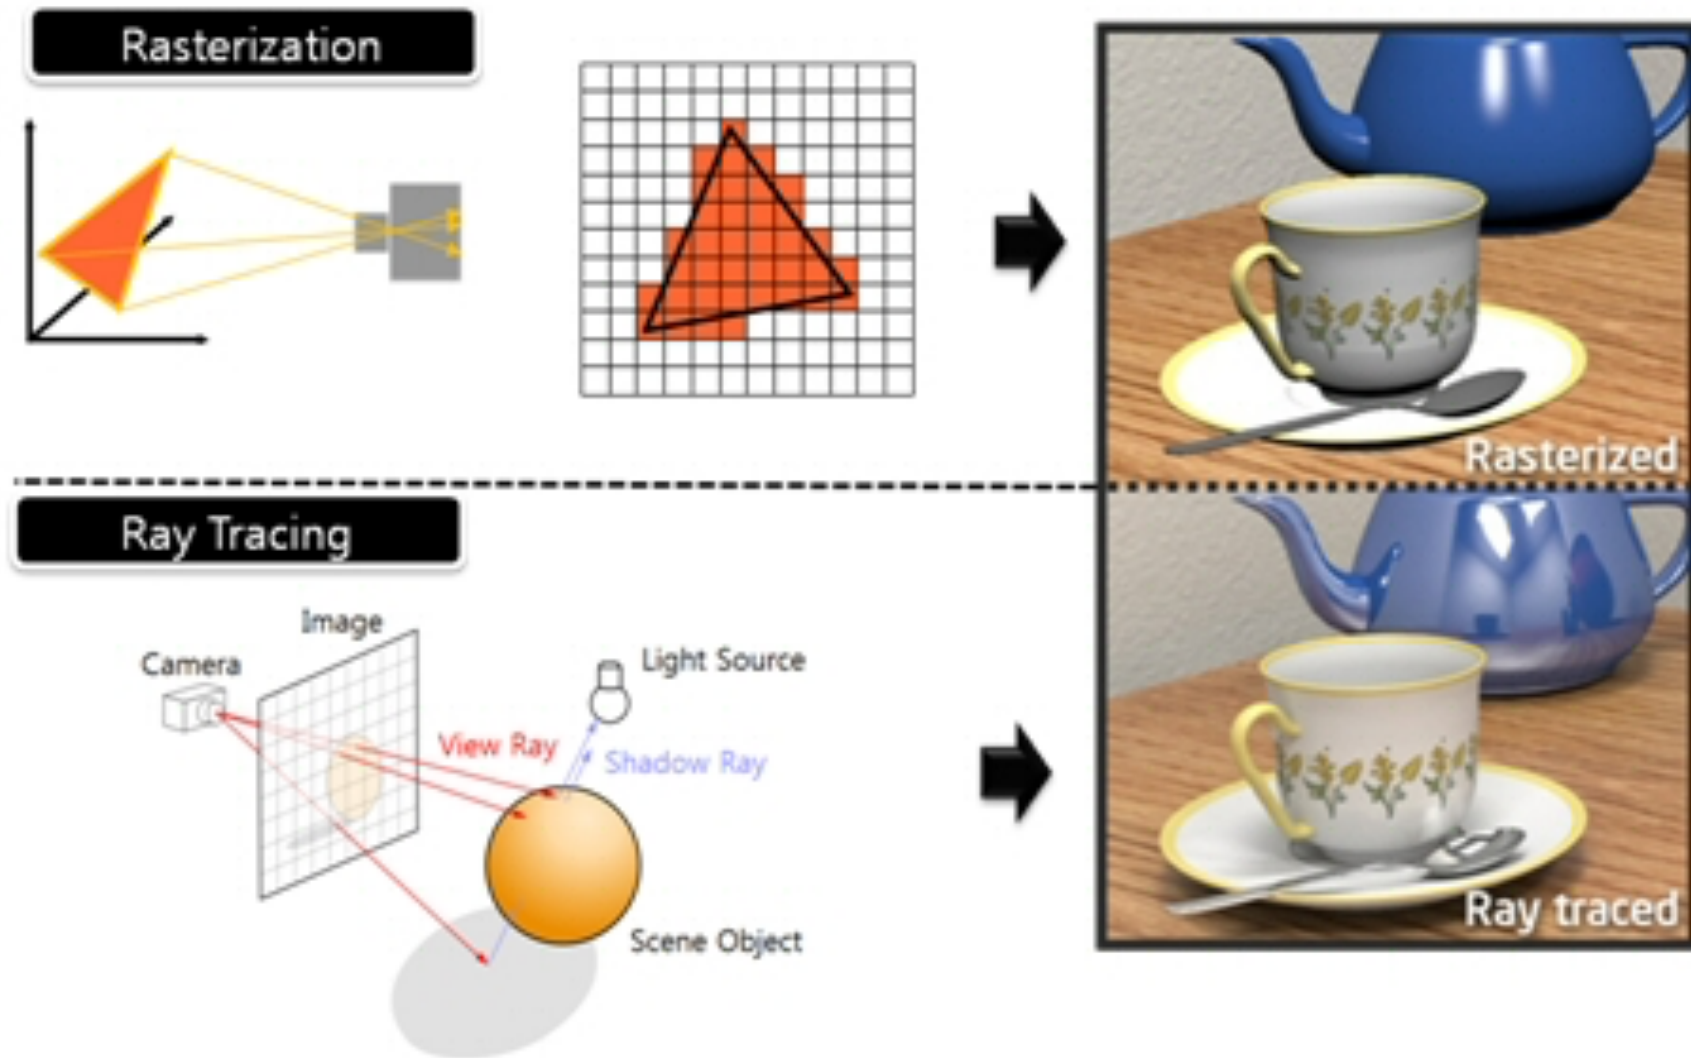 Rasterization
Rasterized
Ray Tracing
Image
Camera
Light Source
View Ray
Shadow Ray
Scene Object
Ray traced